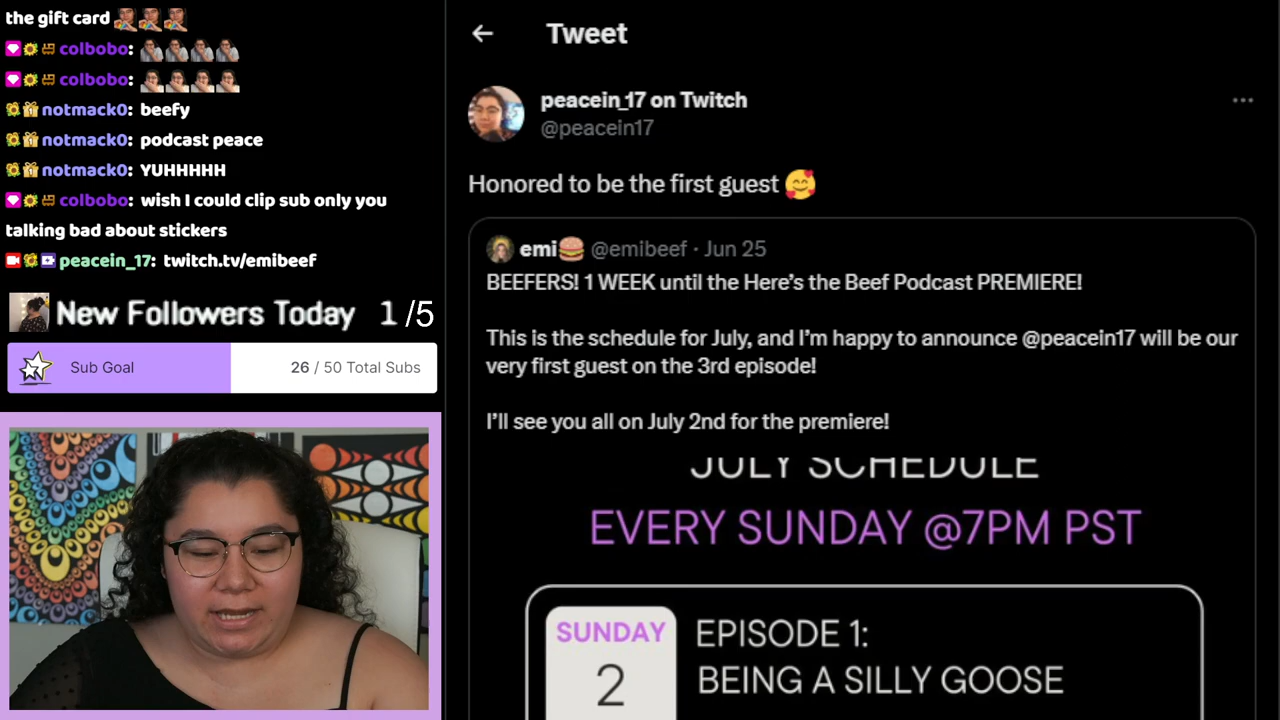 the gift card
colbobo:
colbobo:
notmack0: beefy
notmack0: podcast peace
notmack0: YUHHHHH
colbobo: wish I could clip sub only you
talking bad about stickers
peacein_17: twitch.tv/emibeef
New Followers Today 1 /5
Sub Goal 26 / 50 Total Subs
Tweet
peacein_17 on Twitch
@peacein17
Honored to be the first guest 🥰
emi🍔 @emibeef · Jun 25
BEEFERS! 1 WEEK until the Here’s the Beef Podcast PREMIERE!
This is the schedule for July, and I’m happy to announce @peacein17 will be our
very first guest on the 3rd episode!
I’ll see you all on July 2nd for the premiere!
JULY SCHEDULE
EVERY SUNDAY @7PM PST
SUNDAY
2
EPISODE 1:
BEING A SILLY GOOSE